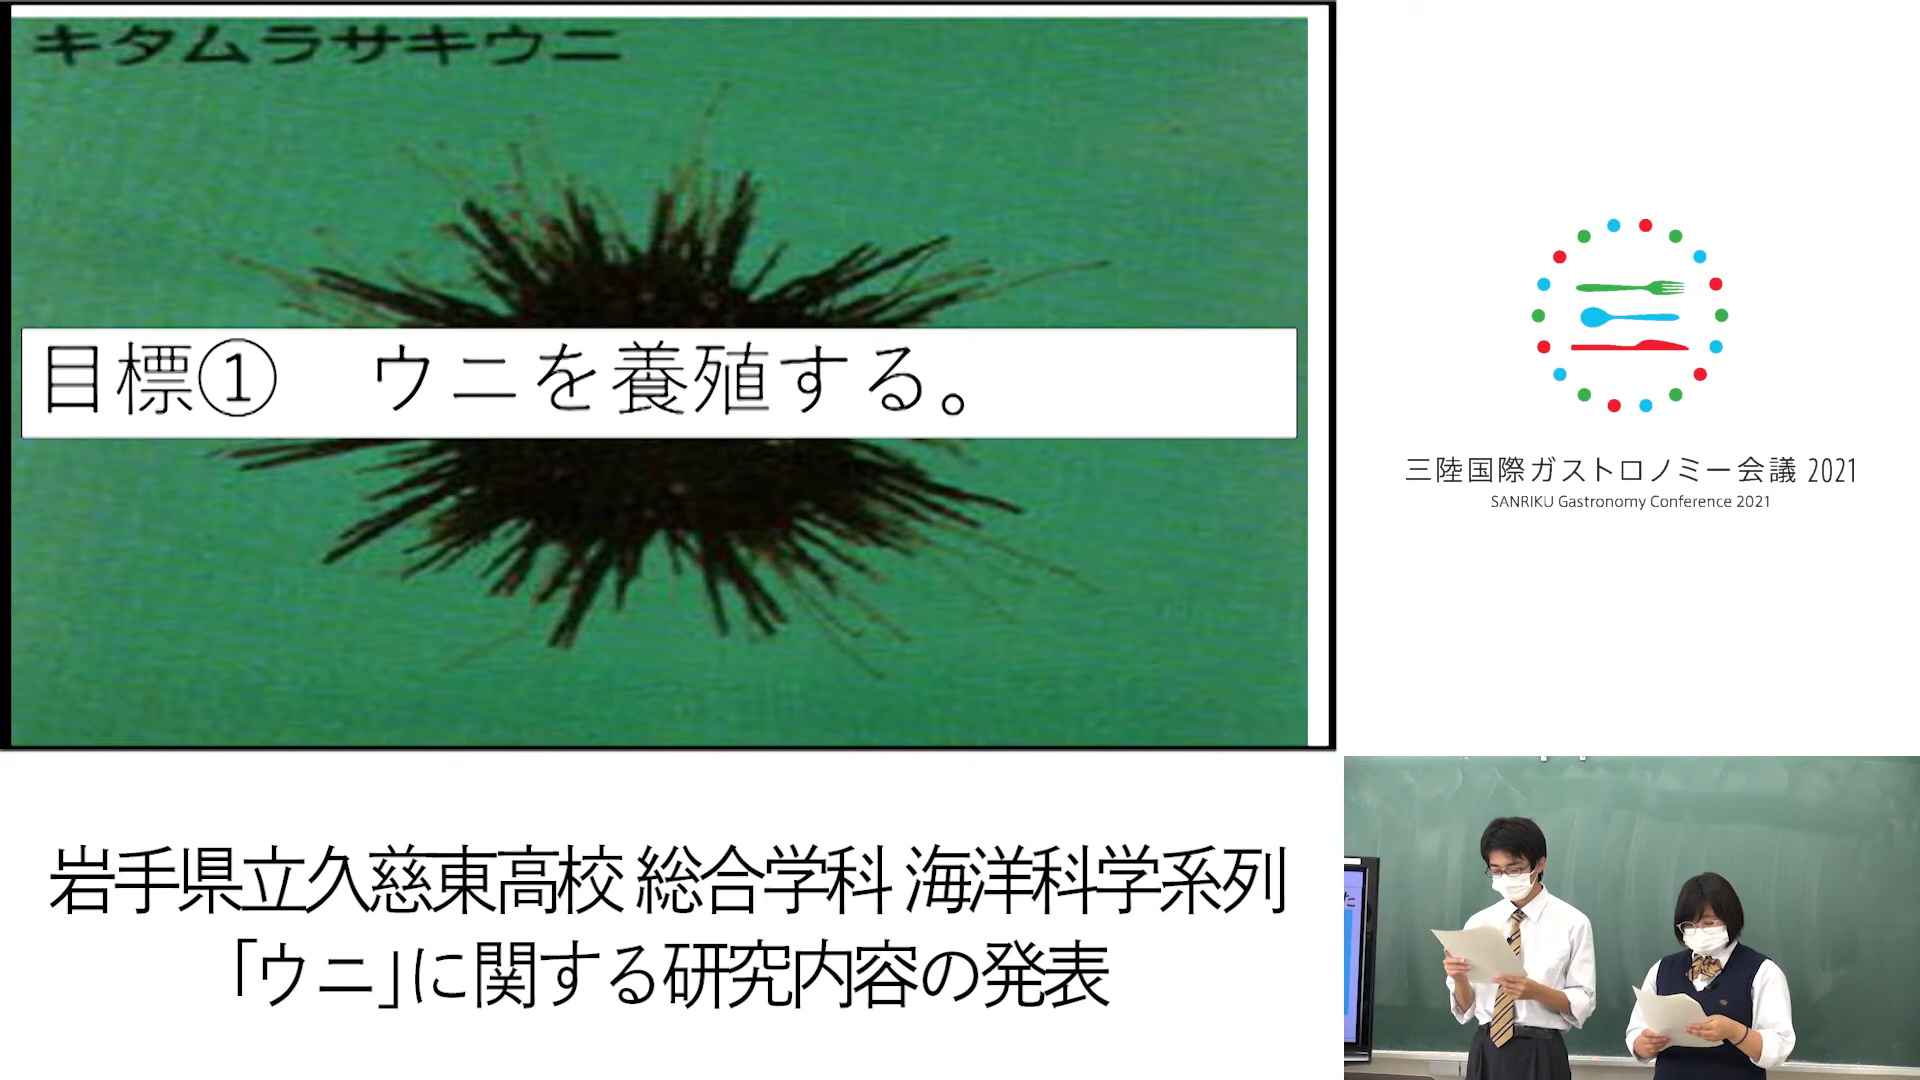 キタムラサキウニ
目標① ウニを養殖する。
三陸国際ガストロノミー会議 2021
SANRIKU Gastronomy Conference 2021
岩手県立久慈東高校 総合学科 海洋科学系列
「ウニ」に関する研究内容の発表
た